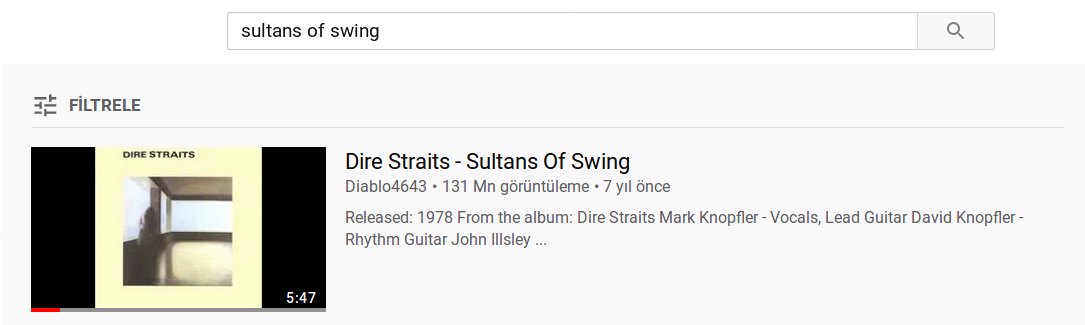 sultans of swing
FİLTRELE
DIRE STRAITS
5:47
Dire Straits - Sultans Of Swing
Diablo4643 • 131 Mn görüntüleme • 7 yıl önce
Released: 1978 From the album: Dire Straits Mark Knopfler - Vocals, Lead Guitar David Knopfler -
Rhythm Guitar John Illsley ...